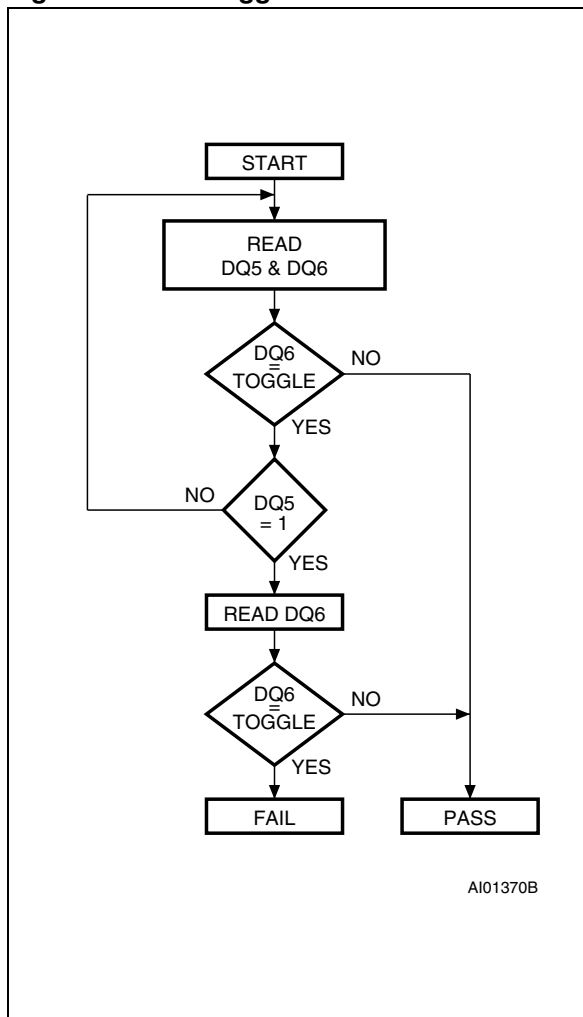 START
READ
DQ5 & DQ6
DQ6
=
TOGGLE
NO
YES
NO
DQ5
= 1
YES
READ DQ6
DQ6
=
TOGGLE
NO
YES
FAIL
PASS
AI01370B